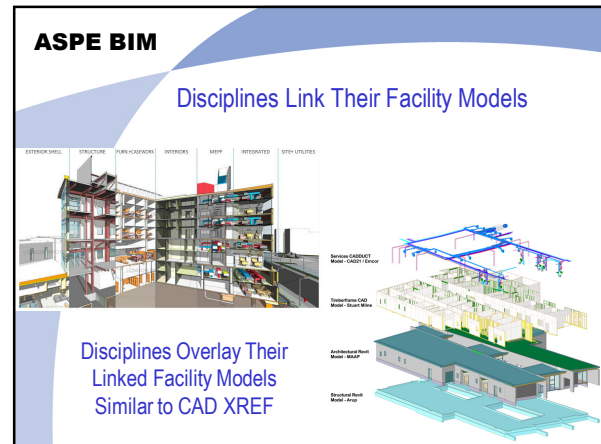 ASPE BIM
Disciplines Link Their Facility Models
EXTERIOR SHELL STRUCTURE FURN.+CASEWORK INTERIORS MEPF INTEGRATED SITE+ UTILITIES
Services CADDUCT
Model - CAD21 / Emcor
Timberframe CAD
Model - Stuart Milne
Architectural Revit
Model - MAAP
Structural Revit
Model - Arup
Disciplines Overlay Their
Linked Facility Models
Similar to CAD XREF